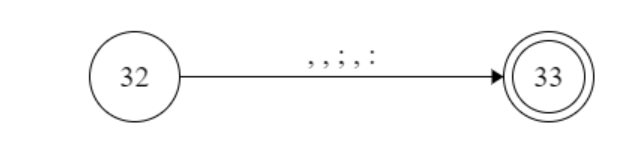 , , ; , :
32
33